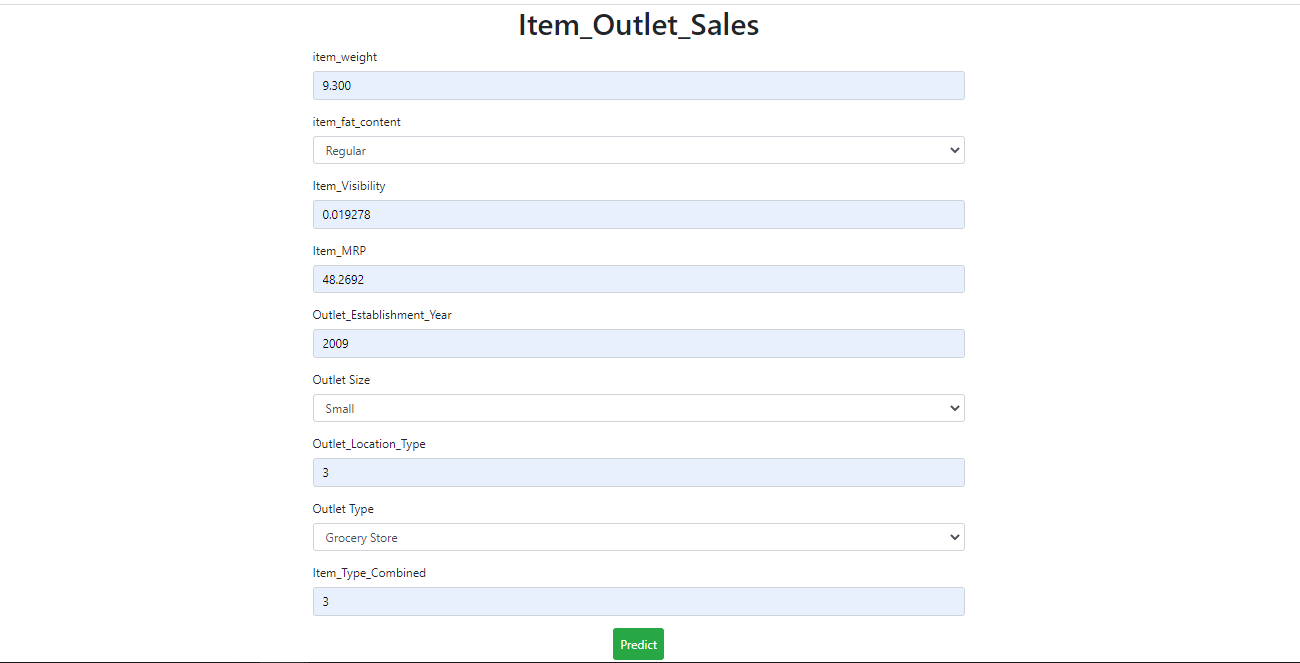 Item_Outlet_Sales
item_weight
9.300
item_fat_content
Regular
Item_Visibility
0.019278
Item_MRP
48.2692
Outlet_Establishment_Year
2009
Outlet Size
Small
Outlet_Location_Type
3
Outlet Type
Grocery Store
Item_Type_Combined
3
Predict